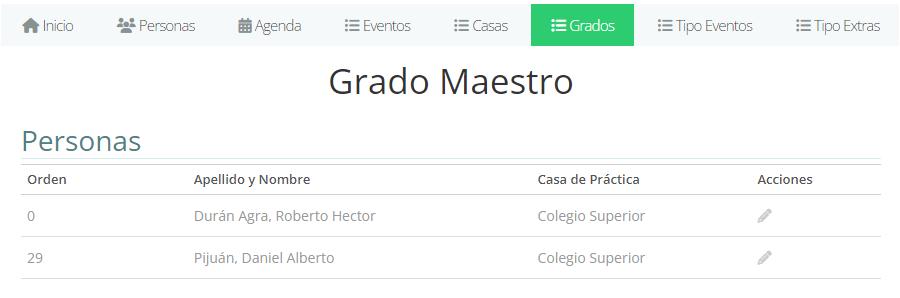 Inicio Personas Agenda Eventos Casas Grados Tipo Eventos Tipo Extras
Grado Maestro
Personas
Orden Apellido y Nombre Casa de Práctica Acciones
0 Durán Agra, Roberto Hector Colegio Superior
29 Pijuán, Daniel Alberto Colegio Superior